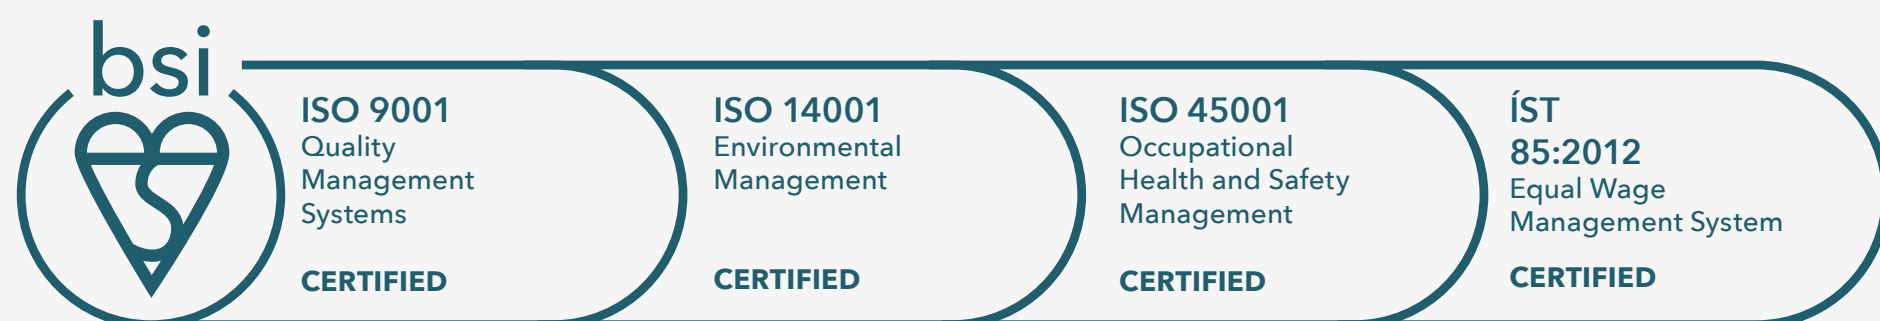 bsi
ISO 9001
Quality
Management
Systems
CERTIFIED
ISO 14001
Environmental
Management
CERTIFIED
ISO 45001
Occupational
Health and Safety
Management
CERTIFIED
ÍST
85:2012
Equal Wage
Management System
CERTIFIED